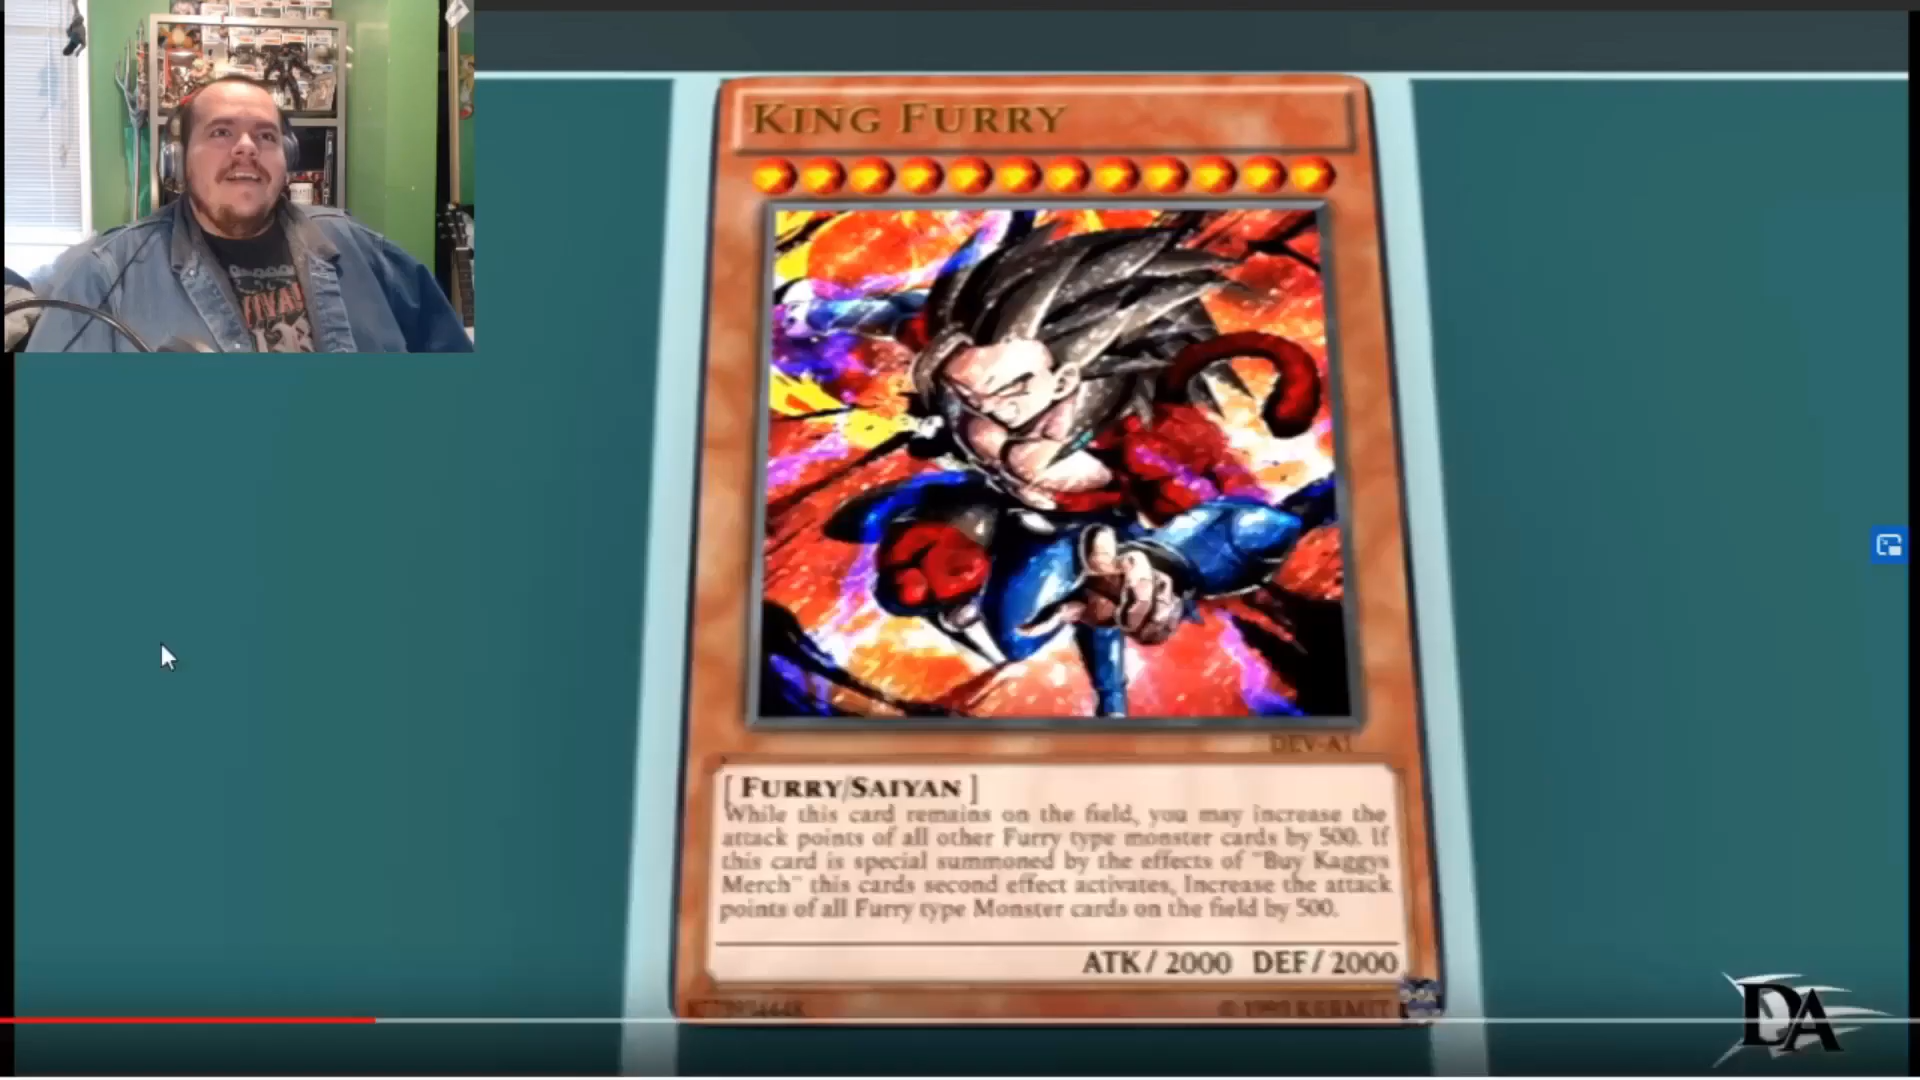 KING FURRY
DEV-A1
[ FURRY/SAIYAN ]
While this card remains on the field, you may increase the
attack points of all other Furry type monster cards by 500. If
this card is special summoned by the effects of "Buy Kaggys
Merch" this cards second effect activates, Increase the attack
points of all Furry type Monster cards on the field by 500.
ATK/2000 DEF/2000
© 1993 KERMIT
DA